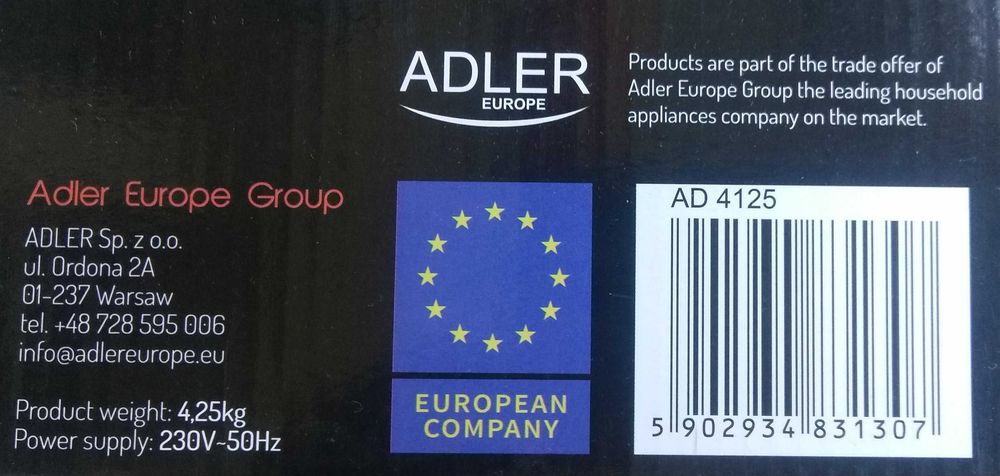 ADLER
EUROPE
Products are part of the trade offer of
Adler Europe Group the leading household
appliances company on the market.
Adler Europe Group
ADLER Sp. z o.o.
ul. Ordona 2A
01-237 Warsaw
tel. +48 728 595 006
info@adlereurope.eu
Product weight: 4,25kg
Power supply: 230V~50Hz
EUROPEAN
COMPANY
AD 4125
5 902934 831307